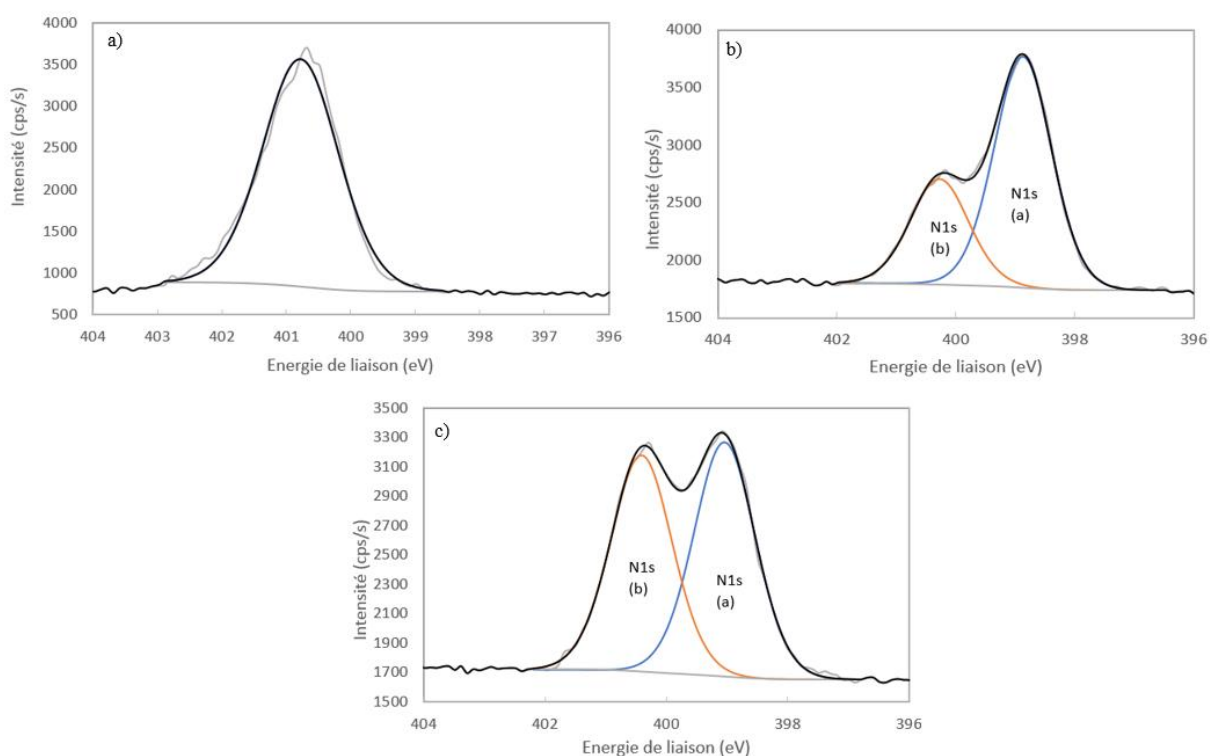 a)
4000
3500
3000
2500
2000
1500
1000
500
Intensité (cps/s)
404 403 402 401 400 399 398 397 396
Energie de liaison (eV)
b)
4000
3500
3000
2500
2000
1500
Intensité (cps/s)
N1s
(b)
N1s
(a)
404 402 400 398 396
Energie de liaison (eV)
c)
3500
3300
3100
2900
2700
2500
2300
2100
1900
1700
1500
Intensité (cps/s)
N1s
(b)
N1s
(a)
404 402 400 398 396
Energie de liaison (eV)